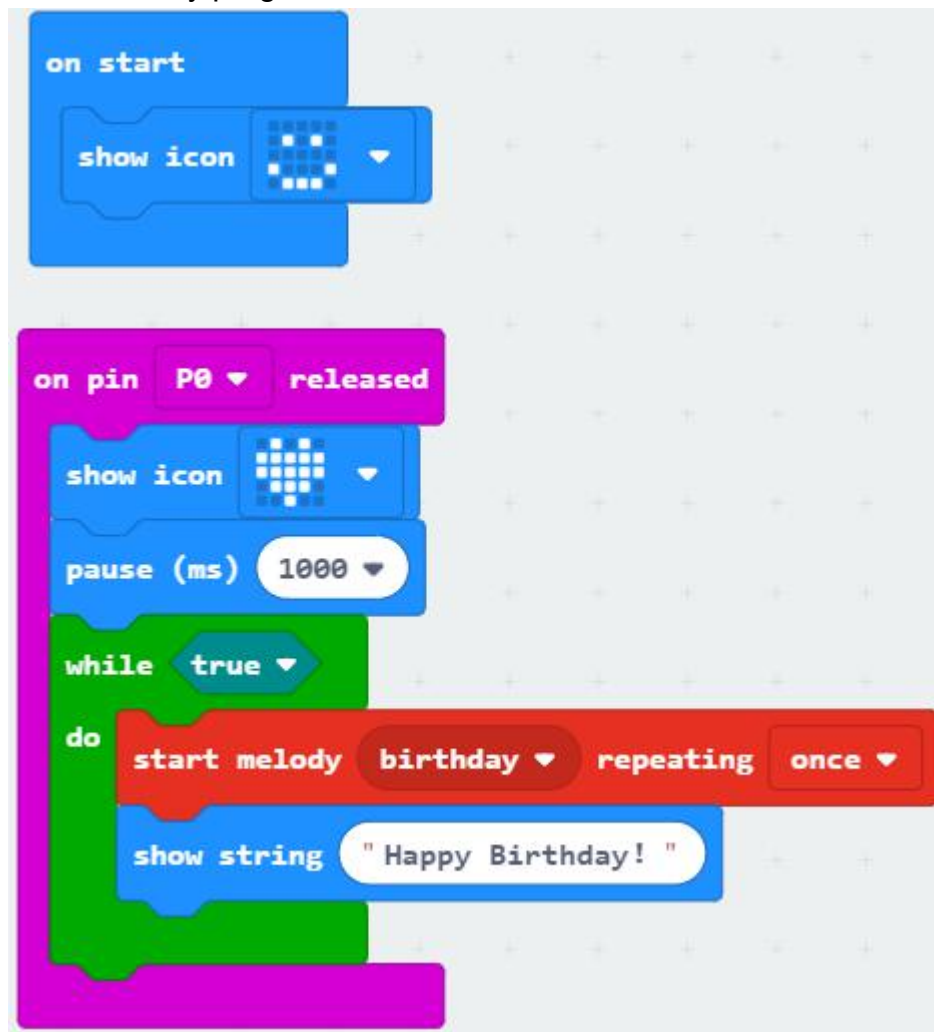 on start
show icon
on pin P0 released
show icon
pause (ms) 1000
while true
do
start melody birthday repeating once
show string "Happy Birthday! "